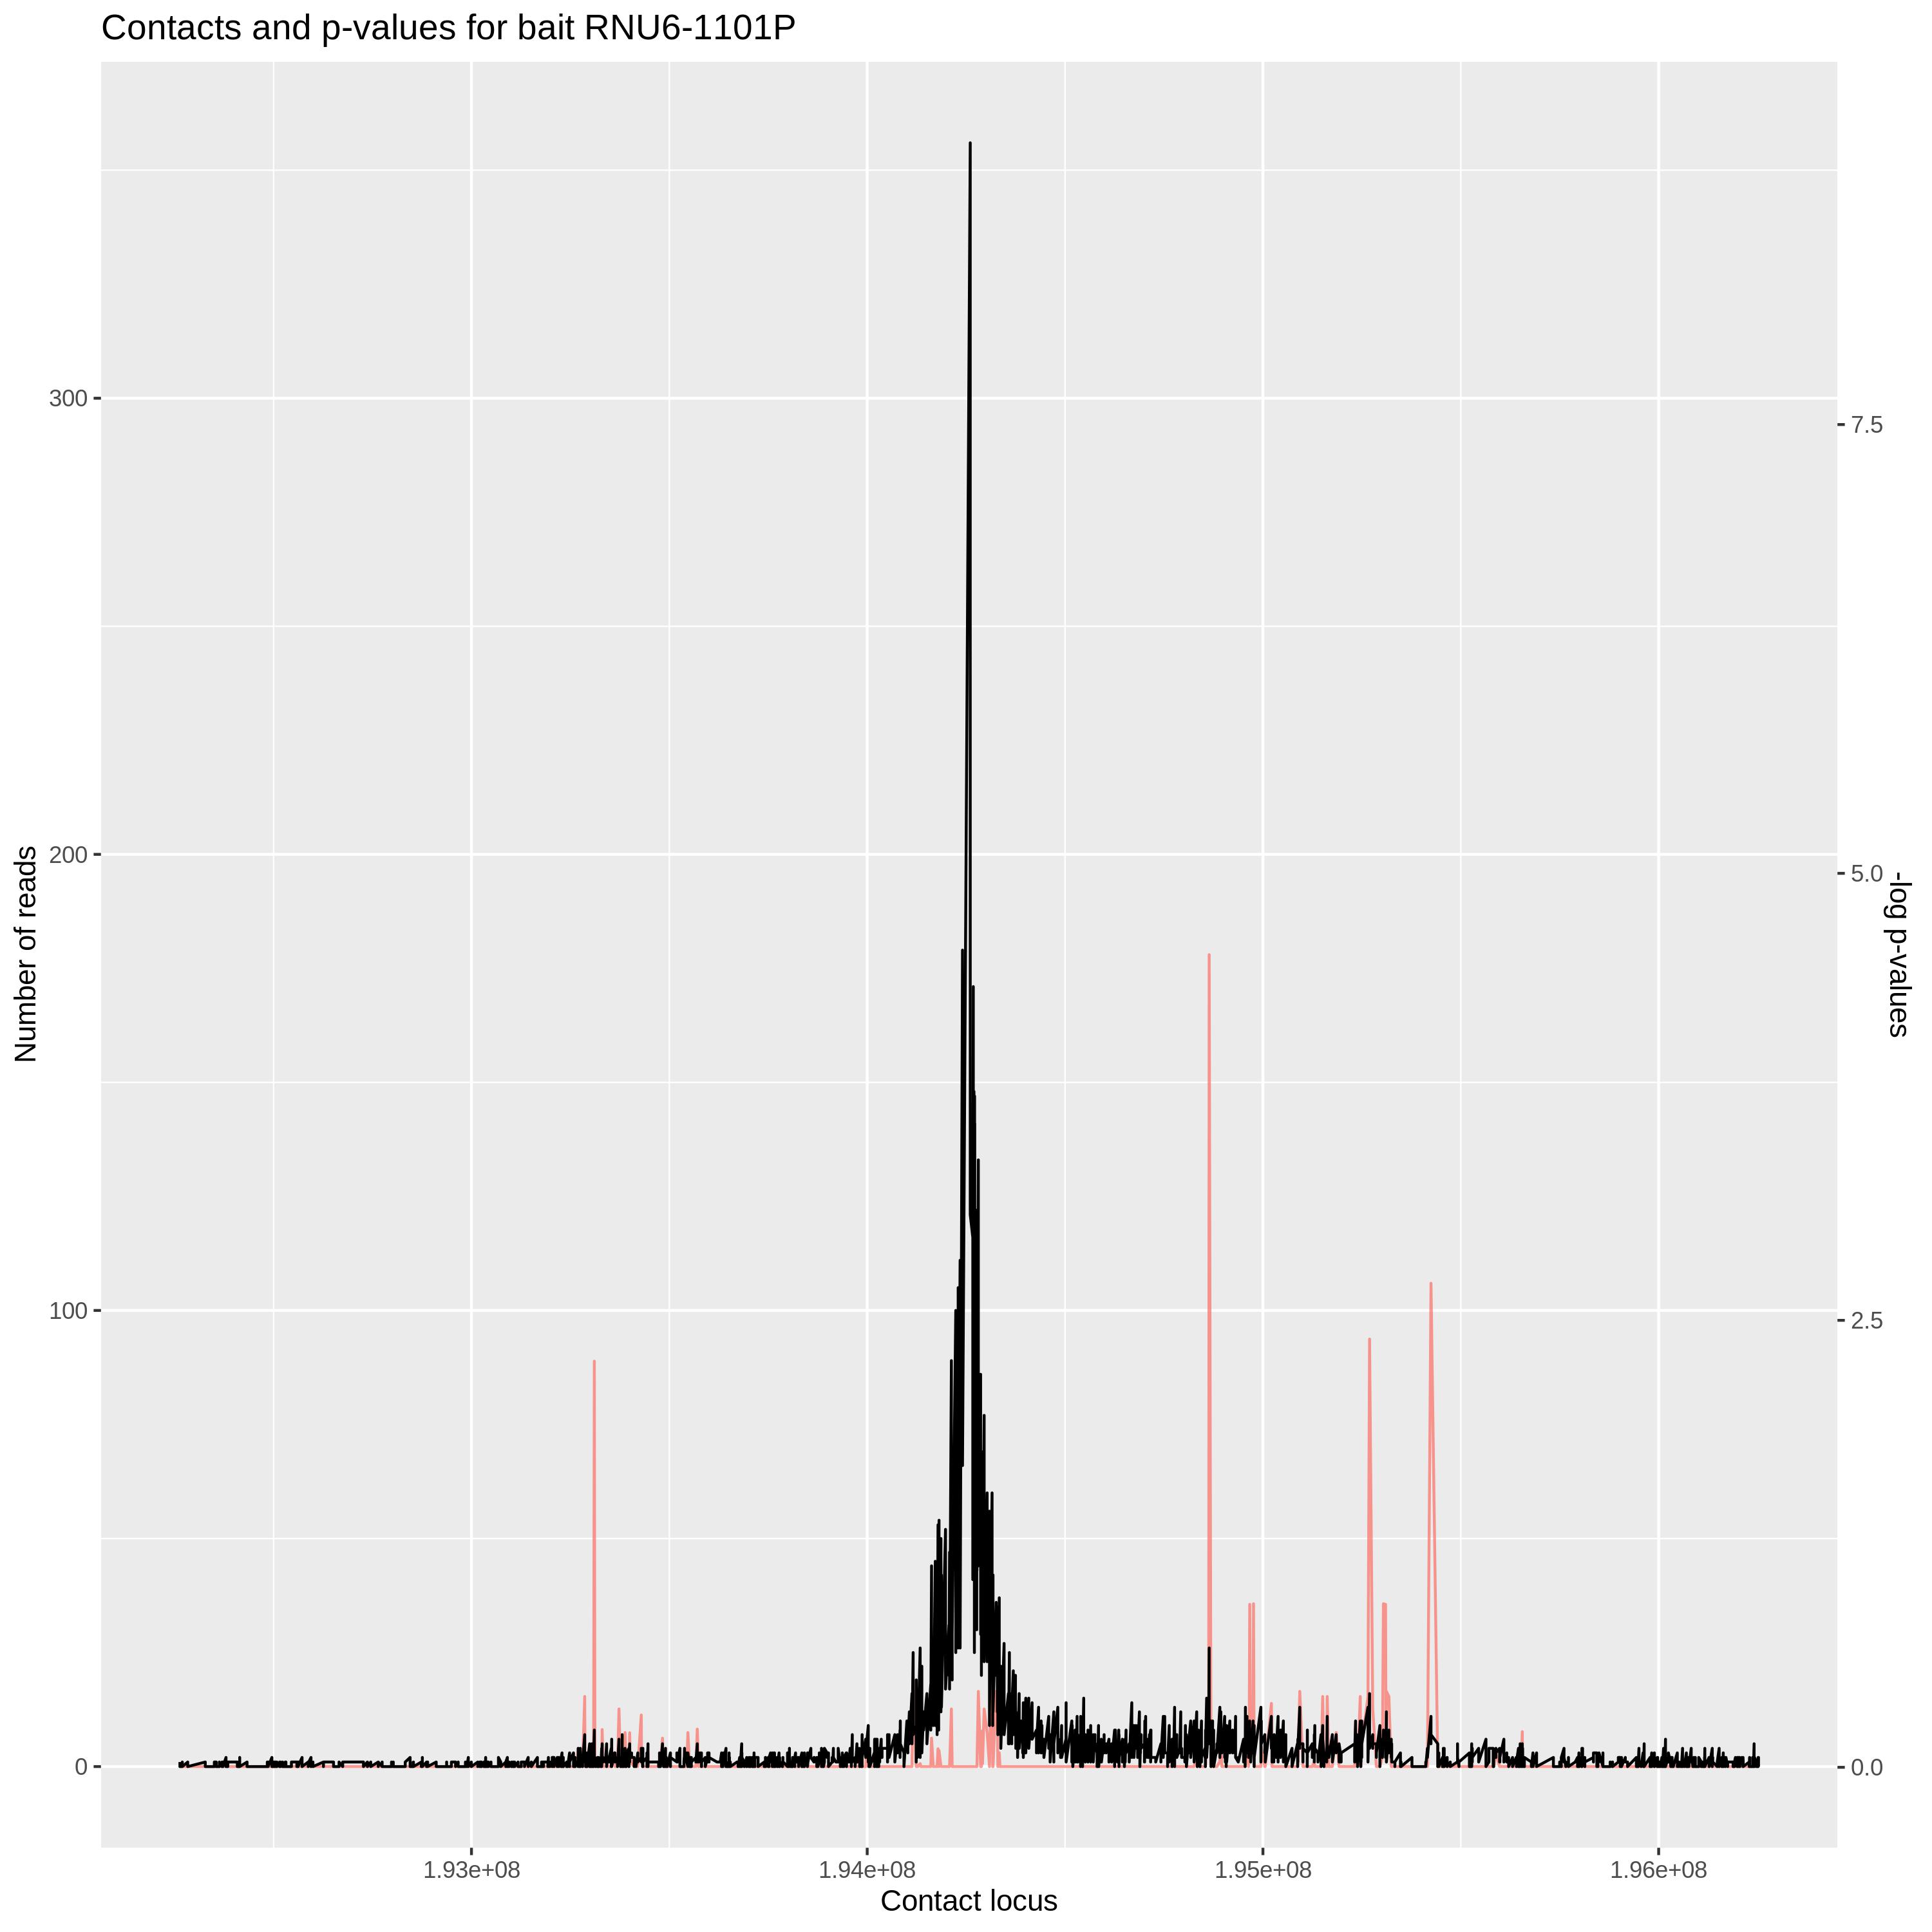 Contacts and p-values for bait RNU6-1101P
300
200
100
0
Number of reads
7.5
5.0
2.5
0.0
-log p-values
1.93e+08
1.94e+08
1.95e+08
1.96e+08
Contact locus